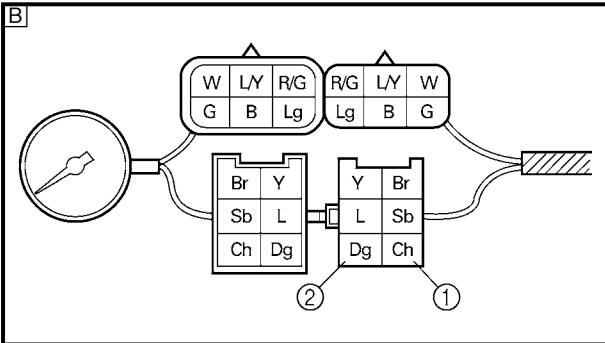 B
W L/Y R/G R/G L/Y W
G B Lg Lg B G
Br Y Y Br
Sb L L Sb
Ch Dg Dg Ch
2 1